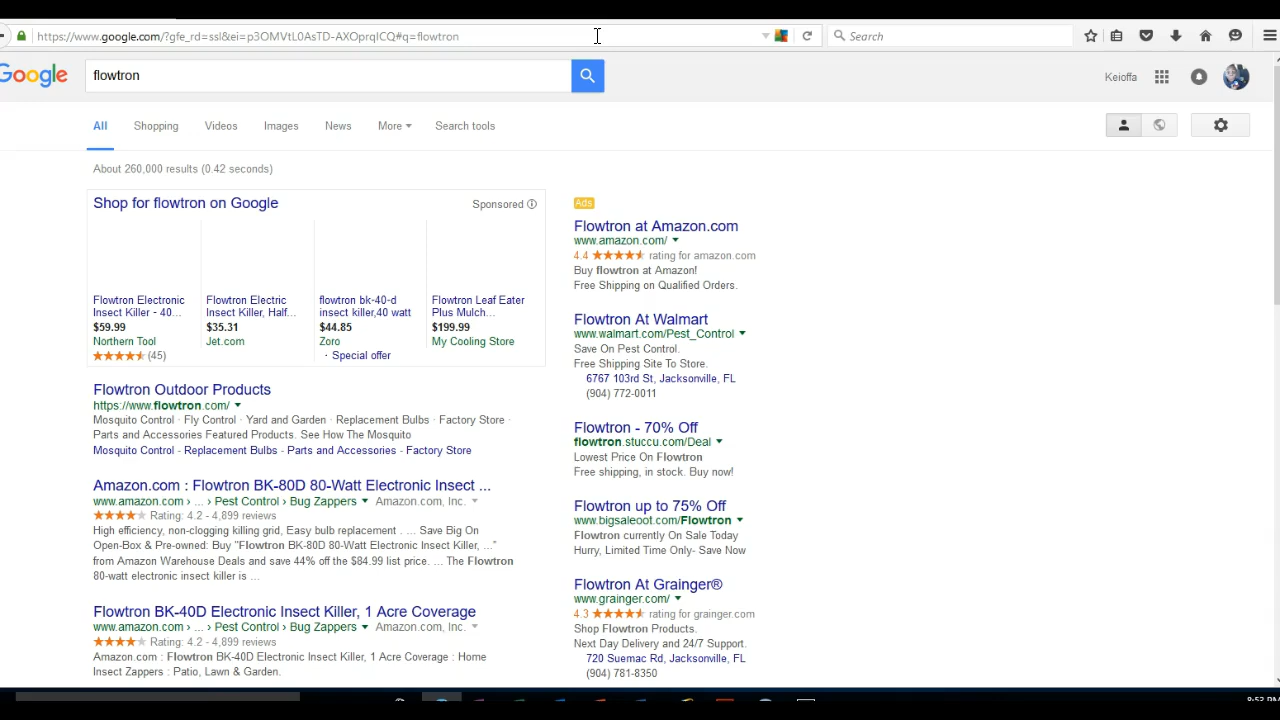 https://www.google.com/?gfe_rd=ssl&ei=p3OMVtL0AsTD-AXOprqICQ#q=flowtron
Search
Google
flowtron
Keioffa
All Shopping Videos Images News More Search tools
About 260,000 results (0.42 seconds)
Shop for flowtron on Google
Sponsored
Flowtron Electronic
Insect Killer - 40...
$59.99
Northern Tool
(45)
Flowtron Electric
Insect Killer, Half...
$35.31
Jet.com
flowtron bk-40-d
insect killer,40 watt
$44.85
Zoro
· Special offer
Flowtron Leaf Eater
Plus Mulch...
$199.99
My Cooling Store
Flowtron Outdoor Products
https://www.flowtron.com/
Mosquito Control · Fly Control · Yard and Garden · Replacement Bulbs · Factory Store ·
Parts and Accessories Featured Products. See How The Mosquito
Mosquito Control - Replacement Bulbs - Parts and Accessories - Factory Store
Amazon.com : Flowtron BK-80D 80-Watt Electronic Insect ...
www.amazon.com › ... › Pest Control › Bug Zappers Amazon.com, Inc.
Rating: 4.2 - 4,899 reviews
High efficiency, non-clogging killing grid, Easy bulb replacement . ... Save Big On
Open-Box & Pre-owned: Buy "Flowtron BK-80D 80-Watt Electronic Insect Killer, ..."
from Amazon Warehouse Deals and save 44% off the $84.99 list price. ... The Flowtron
80-watt electronic insect killer is ...
Flowtron BK-40D Electronic Insect Killer, 1 Acre Coverage
www.amazon.com › ... › Pest Control › Bug Zappers Amazon.com, Inc.
Rating: 4.2 - 4,899 reviews
Amazon.com : Flowtron BK-40D Electronic Insect Killer, 1 Acre Coverage : Home
Insect Zappers : Patio, Lawn & Garden.
Ads
Flowtron at Amazon.com
www.amazon.com/
4.4 rating for amazon.com
Buy flowtron at Amazon!
Free Shipping on Qualified Orders.
Flowtron At Walmart
www.walmart.com/Pest_Control
Save On Pest Control.
Free Shipping Site To Store.
6767 103rd St, Jacksonville, FL
(904) 772-0011
Flowtron - 70% Off
flowtron.stuccu.com/Deal
Lowest Price On Flowtron
Free shipping, in stock. Buy now!
Flowtron up to 75% Off
www.bigsaleoot.com/Flowtron
Flowtron currently On Sale Today
Hurry, Limited Time Only- Save Now
Flowtron At Grainger®
www.grainger.com/
4.3 rating for grainger.com
Shop Flowtron Products.
Next Day Delivery and 24/7 Support.
720 Suemac Rd, Jacksonville, FL
(904) 781-8350